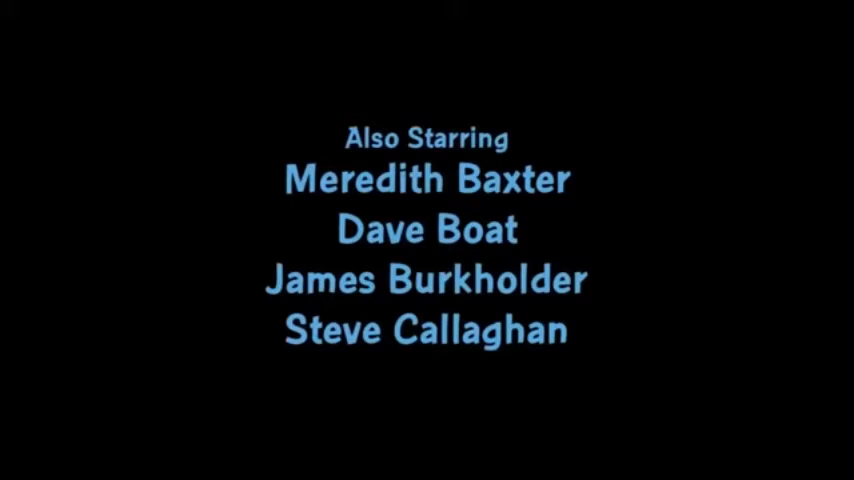 Also Starring
Meredith Baxter
Dave Boat
James Burkholder
Steve Callaghan